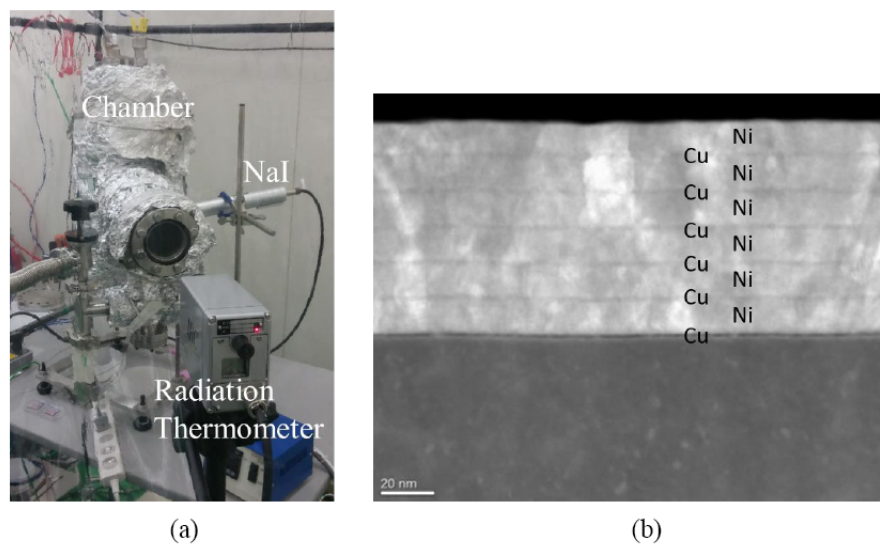 Chamber
NaI
Radiation
Thermometer
(a)
Ni
Cu
Ni
Cu
Ni
Cu
Ni
Cu
Ni
Cu
Ni
Cu
20 nm
(b)